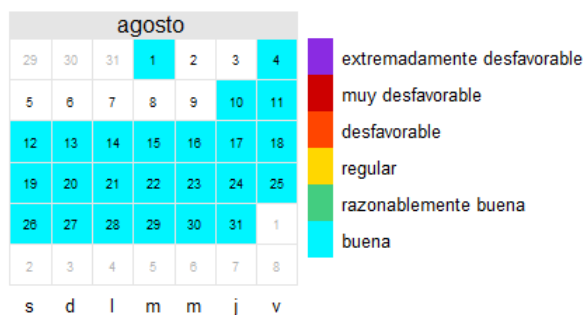 agosto
29 30 31 1 2 3 4
5 6 7 8 9 10 11
12 13 14 15 16 17 18
19 20 21 22 23 24 25
26 27 28 29 30 31 1
2 3 4 5 6 7 8
s d l m m j v
extremadamente desfavorable
muy desfavorable
desfavorable
regular
razonablemente buena
buena